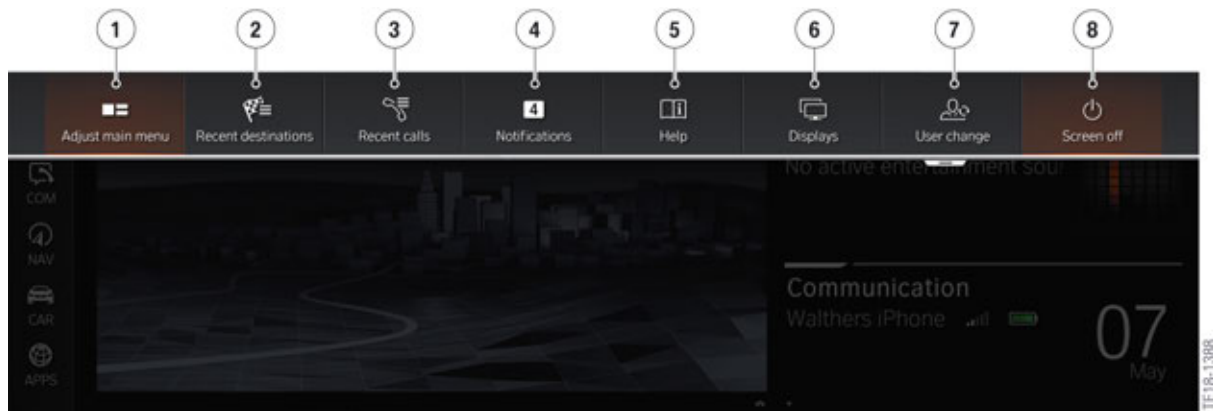 1 2 3 4 5 6 7 8
4
Adjust main menu Recent destinations Recent calls Notifications Help Displays User change Screen off
No active entertainment sou
COM
NAV
CAR
APPS
Communication
Walthers iPhone
07
May
TE18-1388